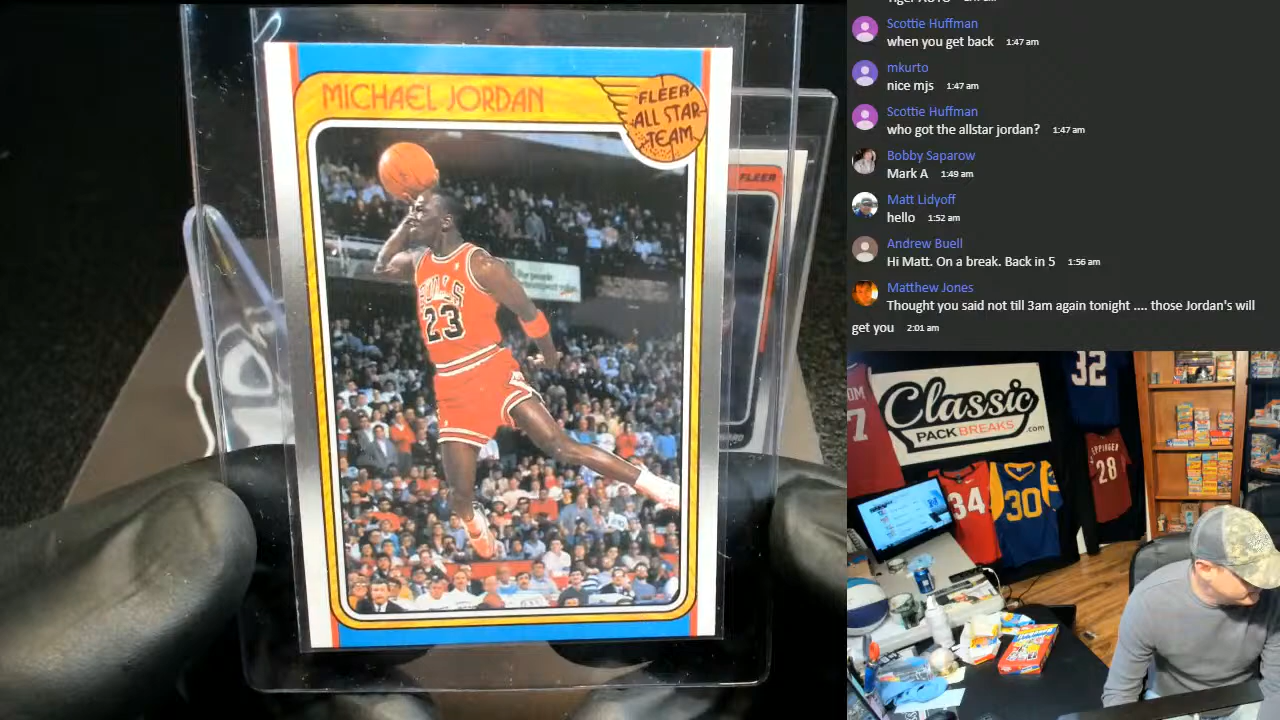 MICHAEL JORDAN
FLEER
ALL STAR
TEAM
BULLS
23
FLEER
Scottie Huffman
when you get back 1:47 am
mkurto
nice mjs 1:47 am
Scottie Huffman
who got the allstar jordan? 1:47 am
Bobby Saparow
Mark A 1:49 am
Matt Lidyoff
hello 1:52 am
Andrew Buell
Hi Matt. On a break. Back in 5 1:56 am
Matthew Jones
Thought you said not till 3am again tonight .... those Jordan's will
get you 2:01 am
32
7
Classic
PACKBREAKS.com
34
30
28